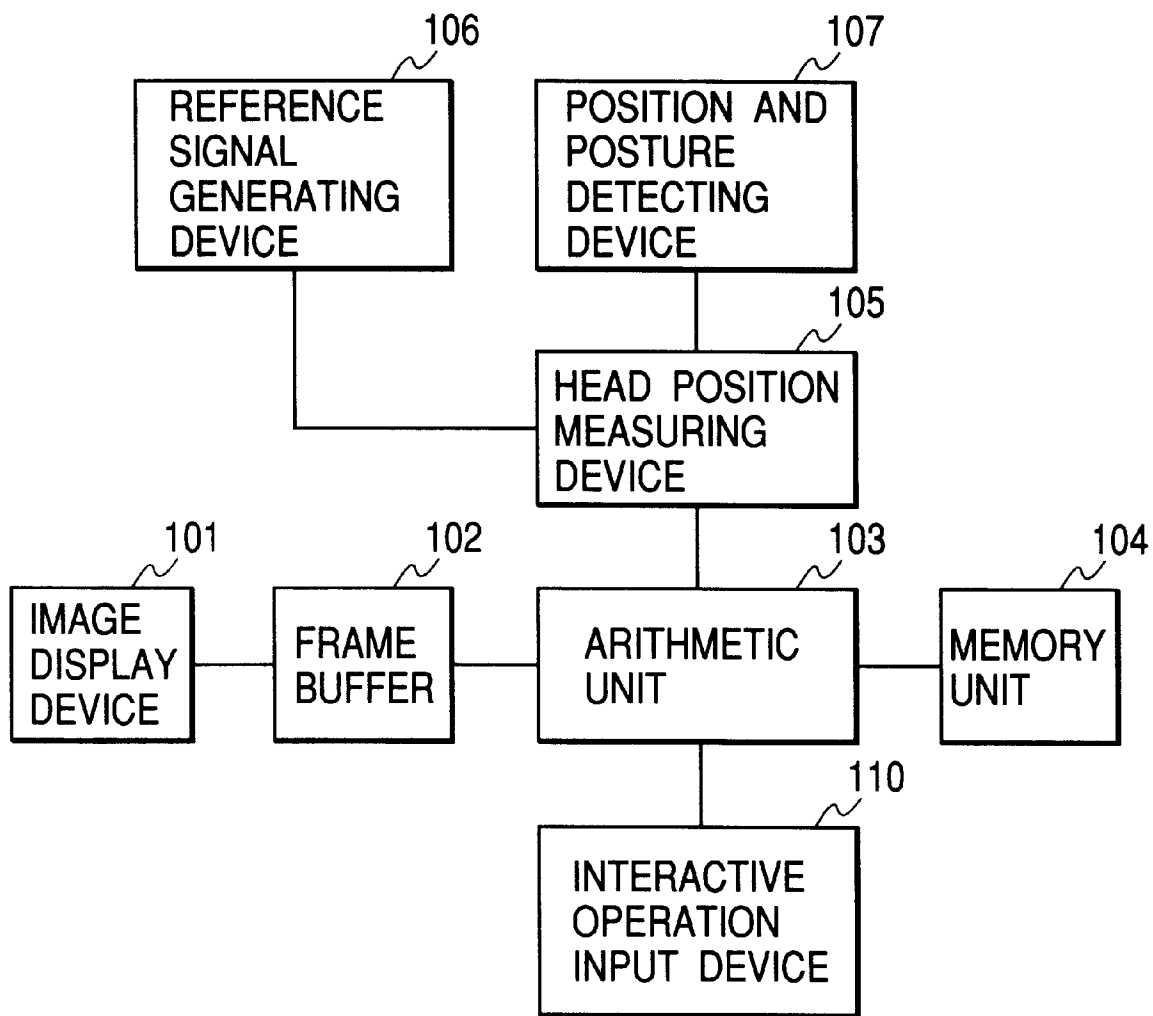 106
REFERENCE
SIGNAL
GENERATING
DEVICE
107
POSITION AND
POSTURE
DETECTING
DEVICE
105
HEAD POSITION
MEASURING
DEVICE
101
IMAGE
DISPLAY
DEVICE
102
FRAME
BUFFER
103
ARITHMETIC
UNIT
104
MEMORY
UNIT
110
INTERACTIVE
OPERATION
INPUT DEVICE